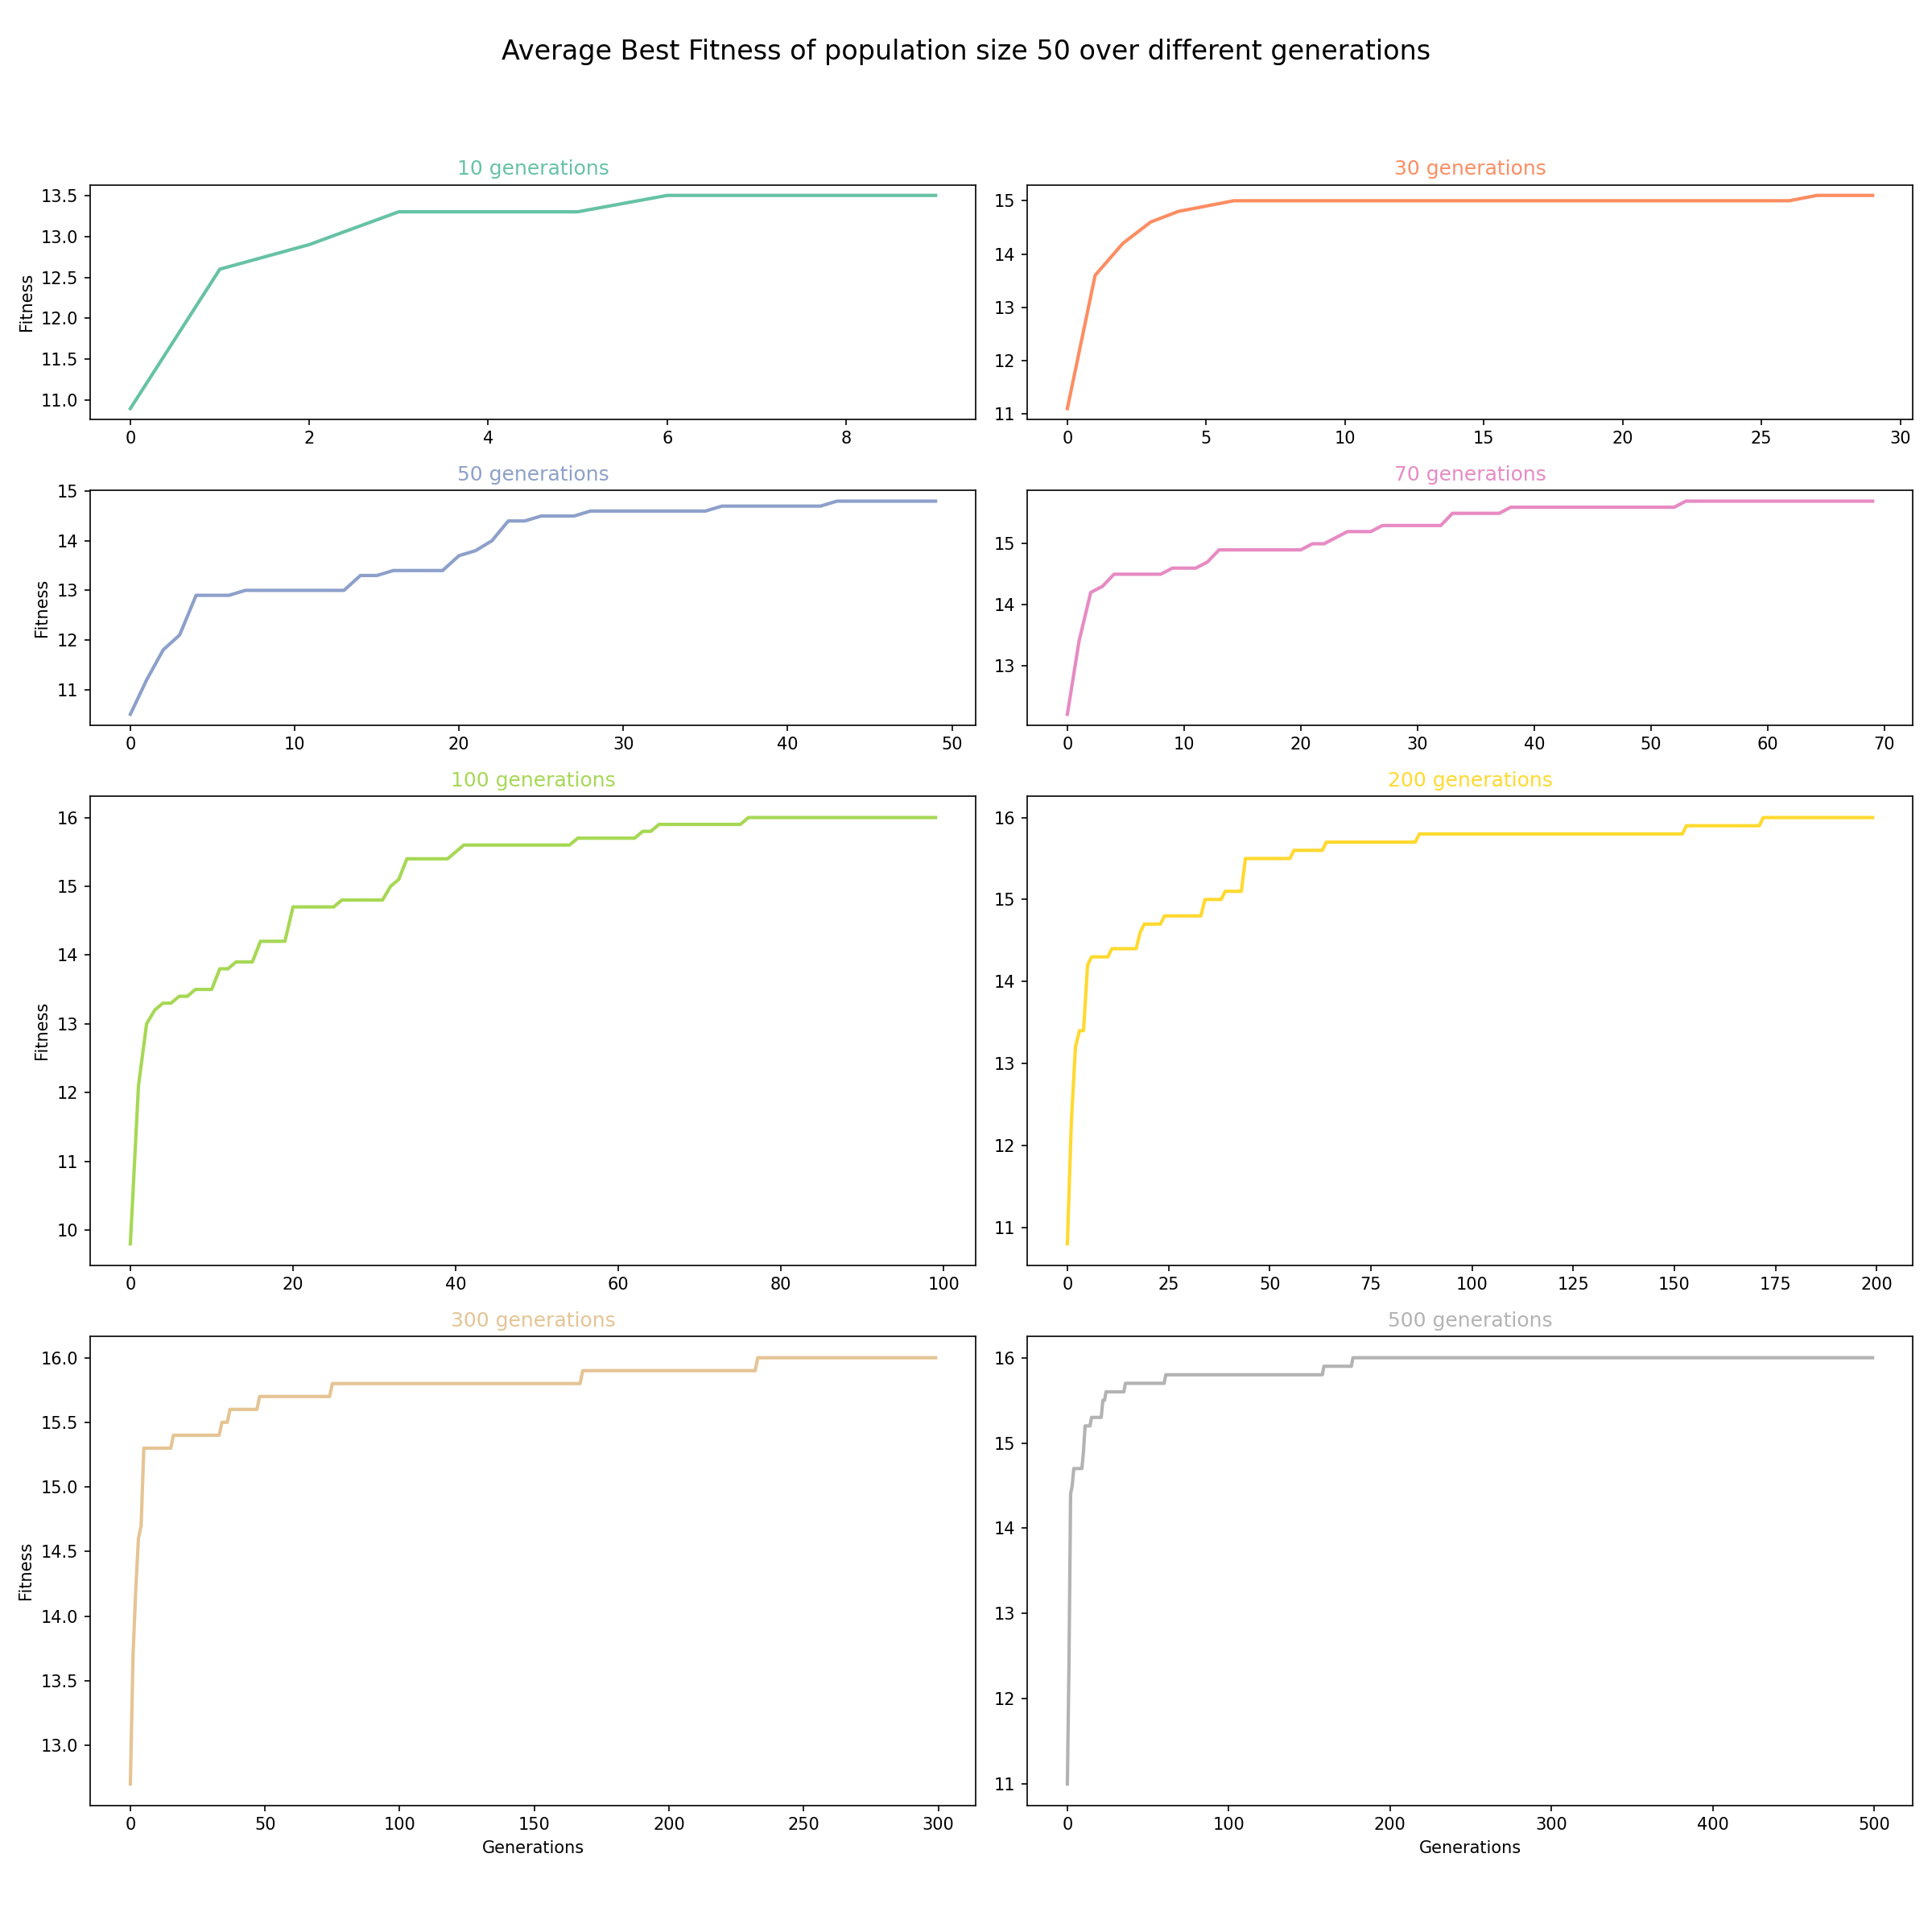 Average Best Fitness of population size 50 over different generations
10 generations
30 generations
Fitness
13.5
13.0
12.5
12.0
11.5
11.0
0 2 4 6 8
15
14
13
12
11
0 5 10 15 20 25 30
50 generations
70 generations
Fitness
15
14
13
12
11
0 10 20 30 40 50
15
14
13
0 10 20 30 40 50 60 70
100 generations
200 generations
Fitness
16
15
14
13
12
11
10
0 20 40 60 80 100
16
15
14
13
12
11
0 25 50 75 100 125 150 175 200
300 generations
500 generations
Fitness
16.0
15.5
15.0
14.5
14.0
13.5
13.0
0 50 100 150 200 250 300
Generations
16
15
14
13
12
11
0 100 200 300 400 500
Generations